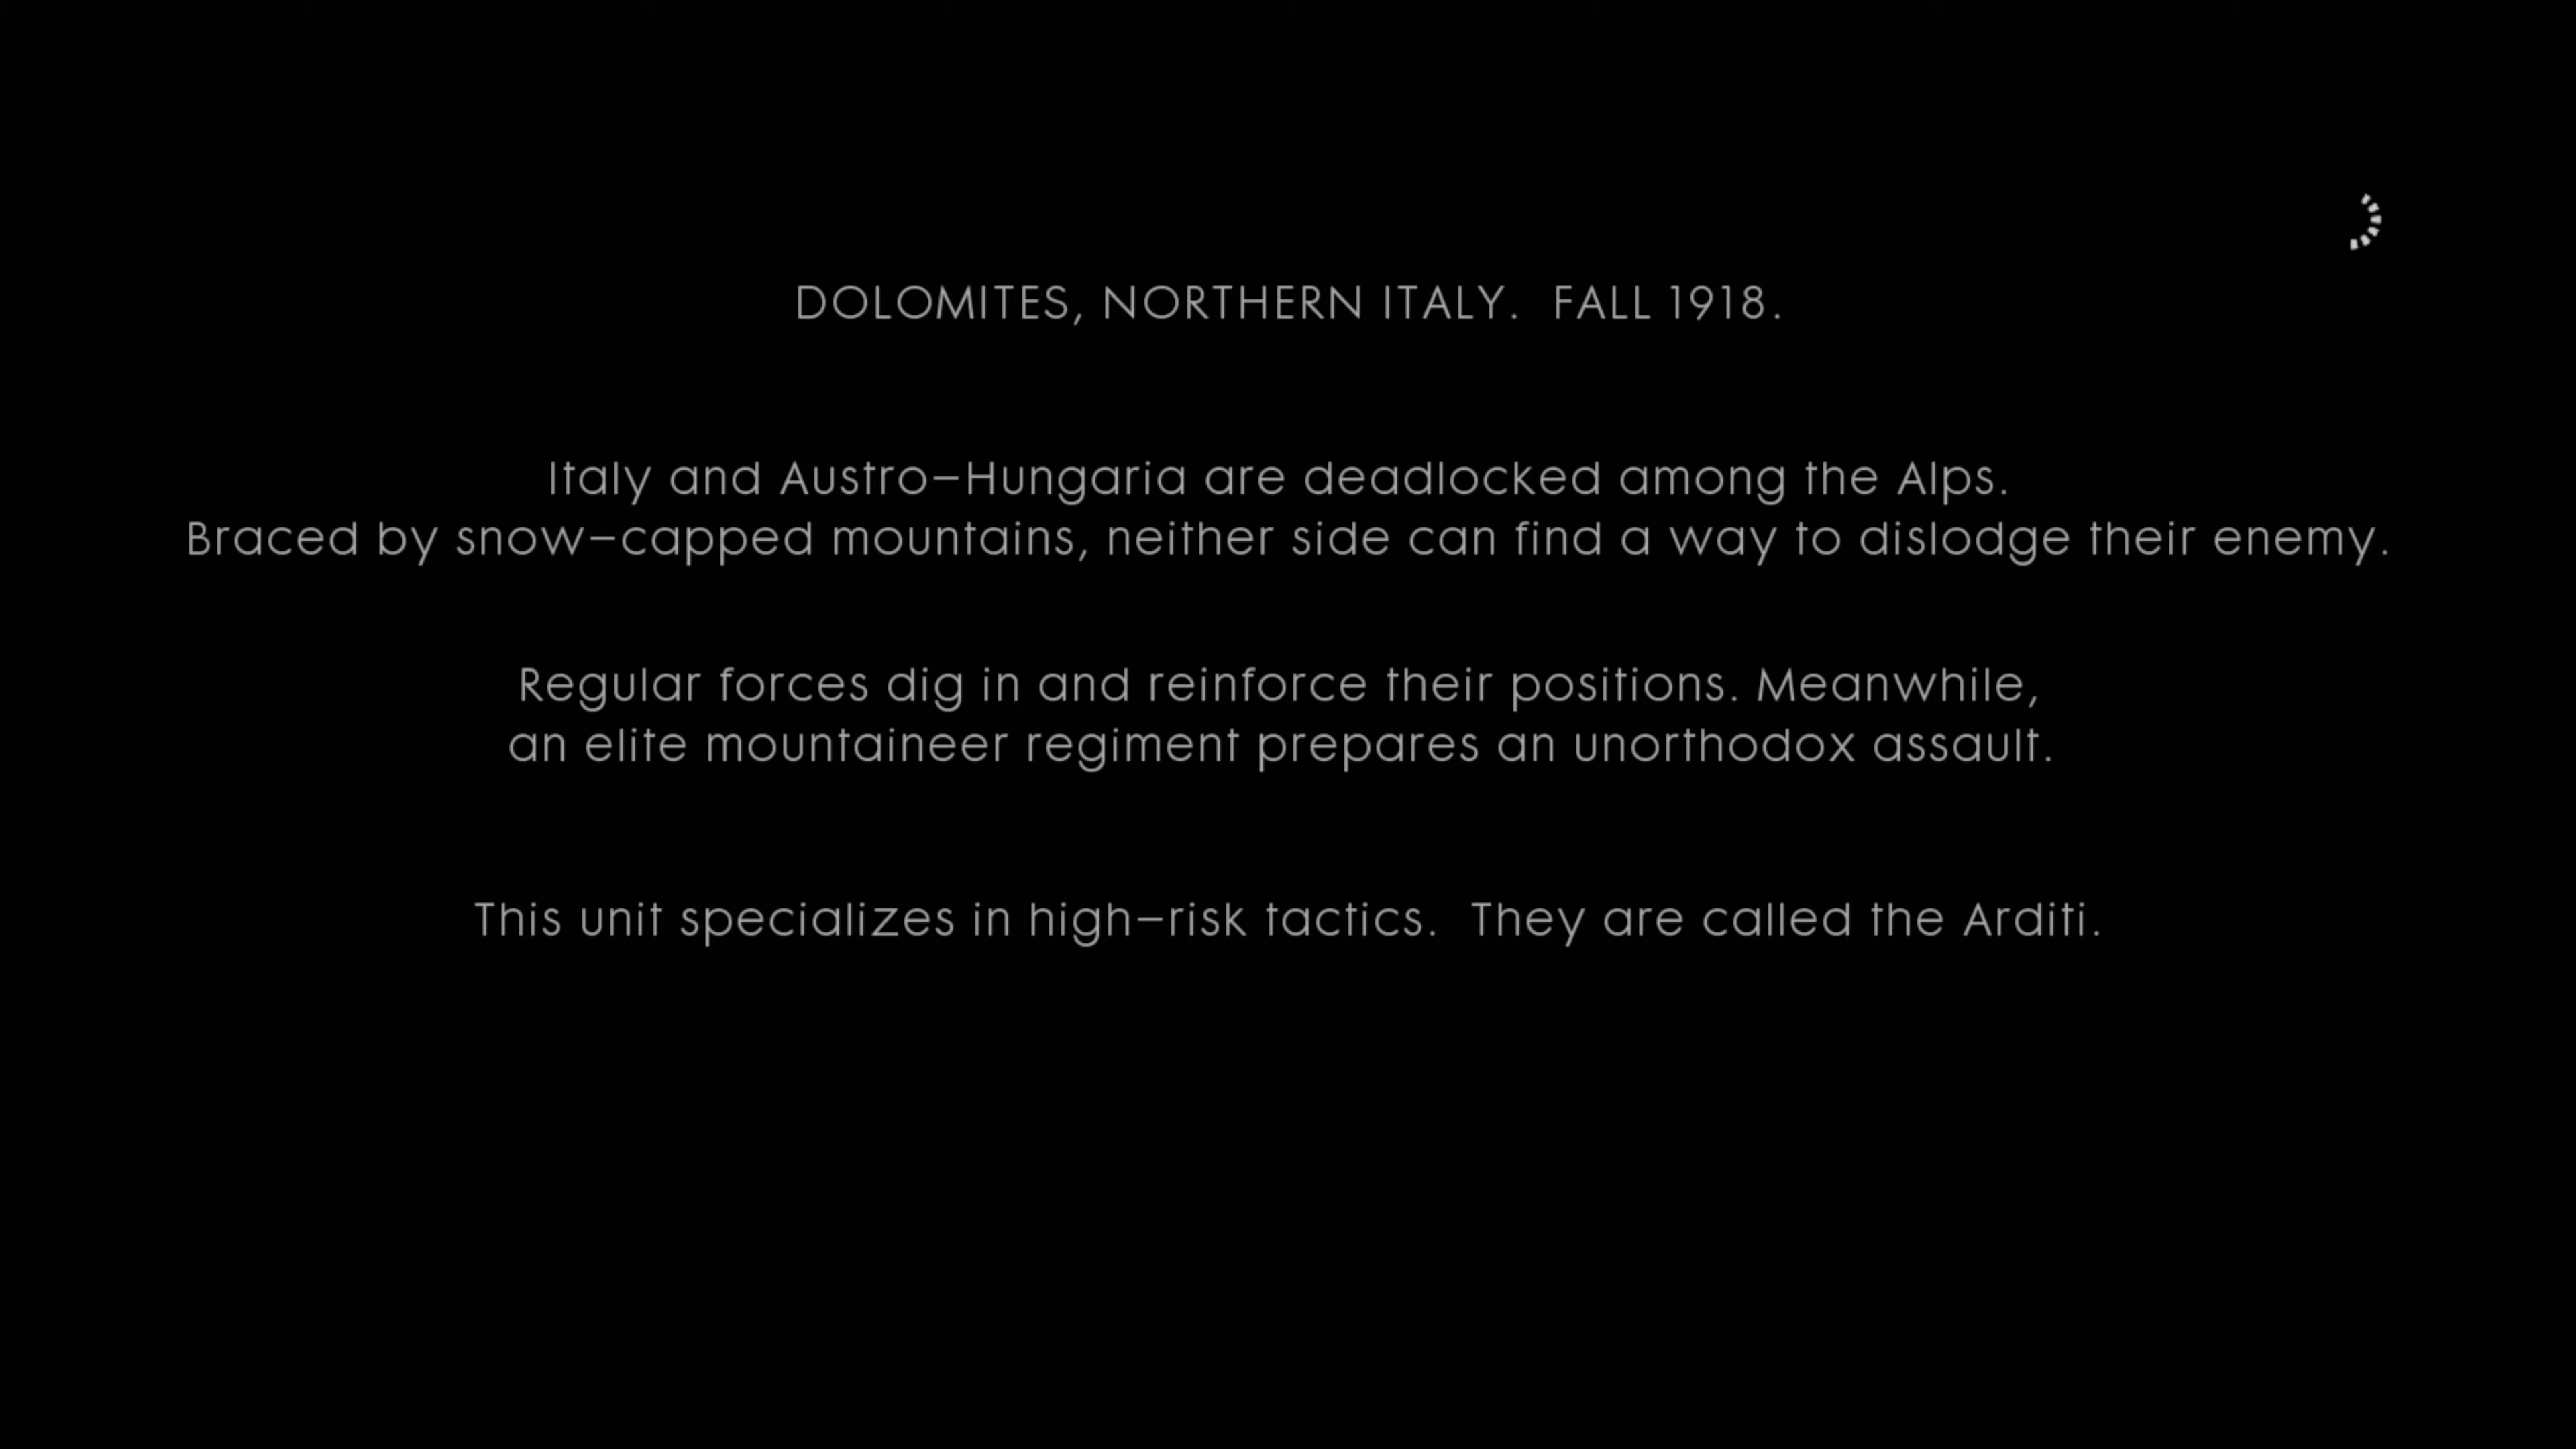 DOLOMITES, NORTHERN ITALY.  FALL 1918.
Italy and Austro-Hungaria are deadlocked among the Alps.
Braced by snow-capped mountains, neither side can find a way to dislodge their enemy.
Regular forces dig in and reinforce their positions. Meanwhile,
an elite mountaineer regiment prepares an unorthodox assault.
This unit specializes in high-risk tactics.  They are called the Arditi.